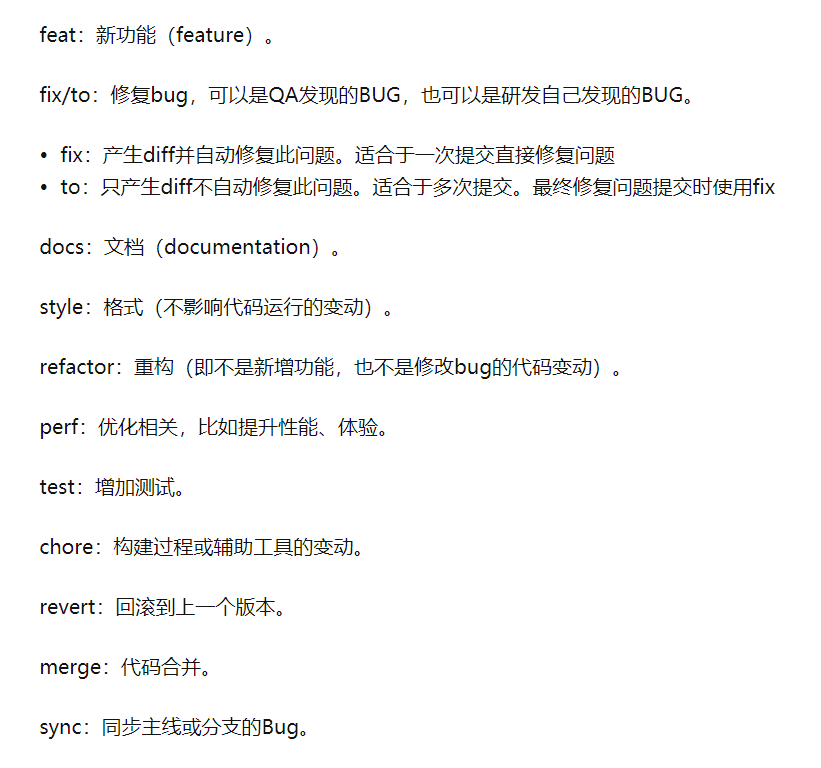 feat：新功能（feature）。
fix/to：修复bug，可以是QA发现的BUG，也可以是研发自己发现的BUG。
• fix：产生diff并自动修复此问题。适合于一次提交直接修复问题
• to：只产生diff不自动修复此问题。适合于多次提交。最终修复问题提交时使用fix
docs：文档（documentation）。
style：格式（不影响代码运行的变动）。
refactor：重构（即不是新增功能，也不是修改bug的代码变动）。
perf：优化相关，比如提升性能、体验。
test：增加测试。
chore：构建过程或辅助工具的变动。
revert：回滚到上一个版本。
merge：代码合并。
sync：同步主线或分支的Bug。